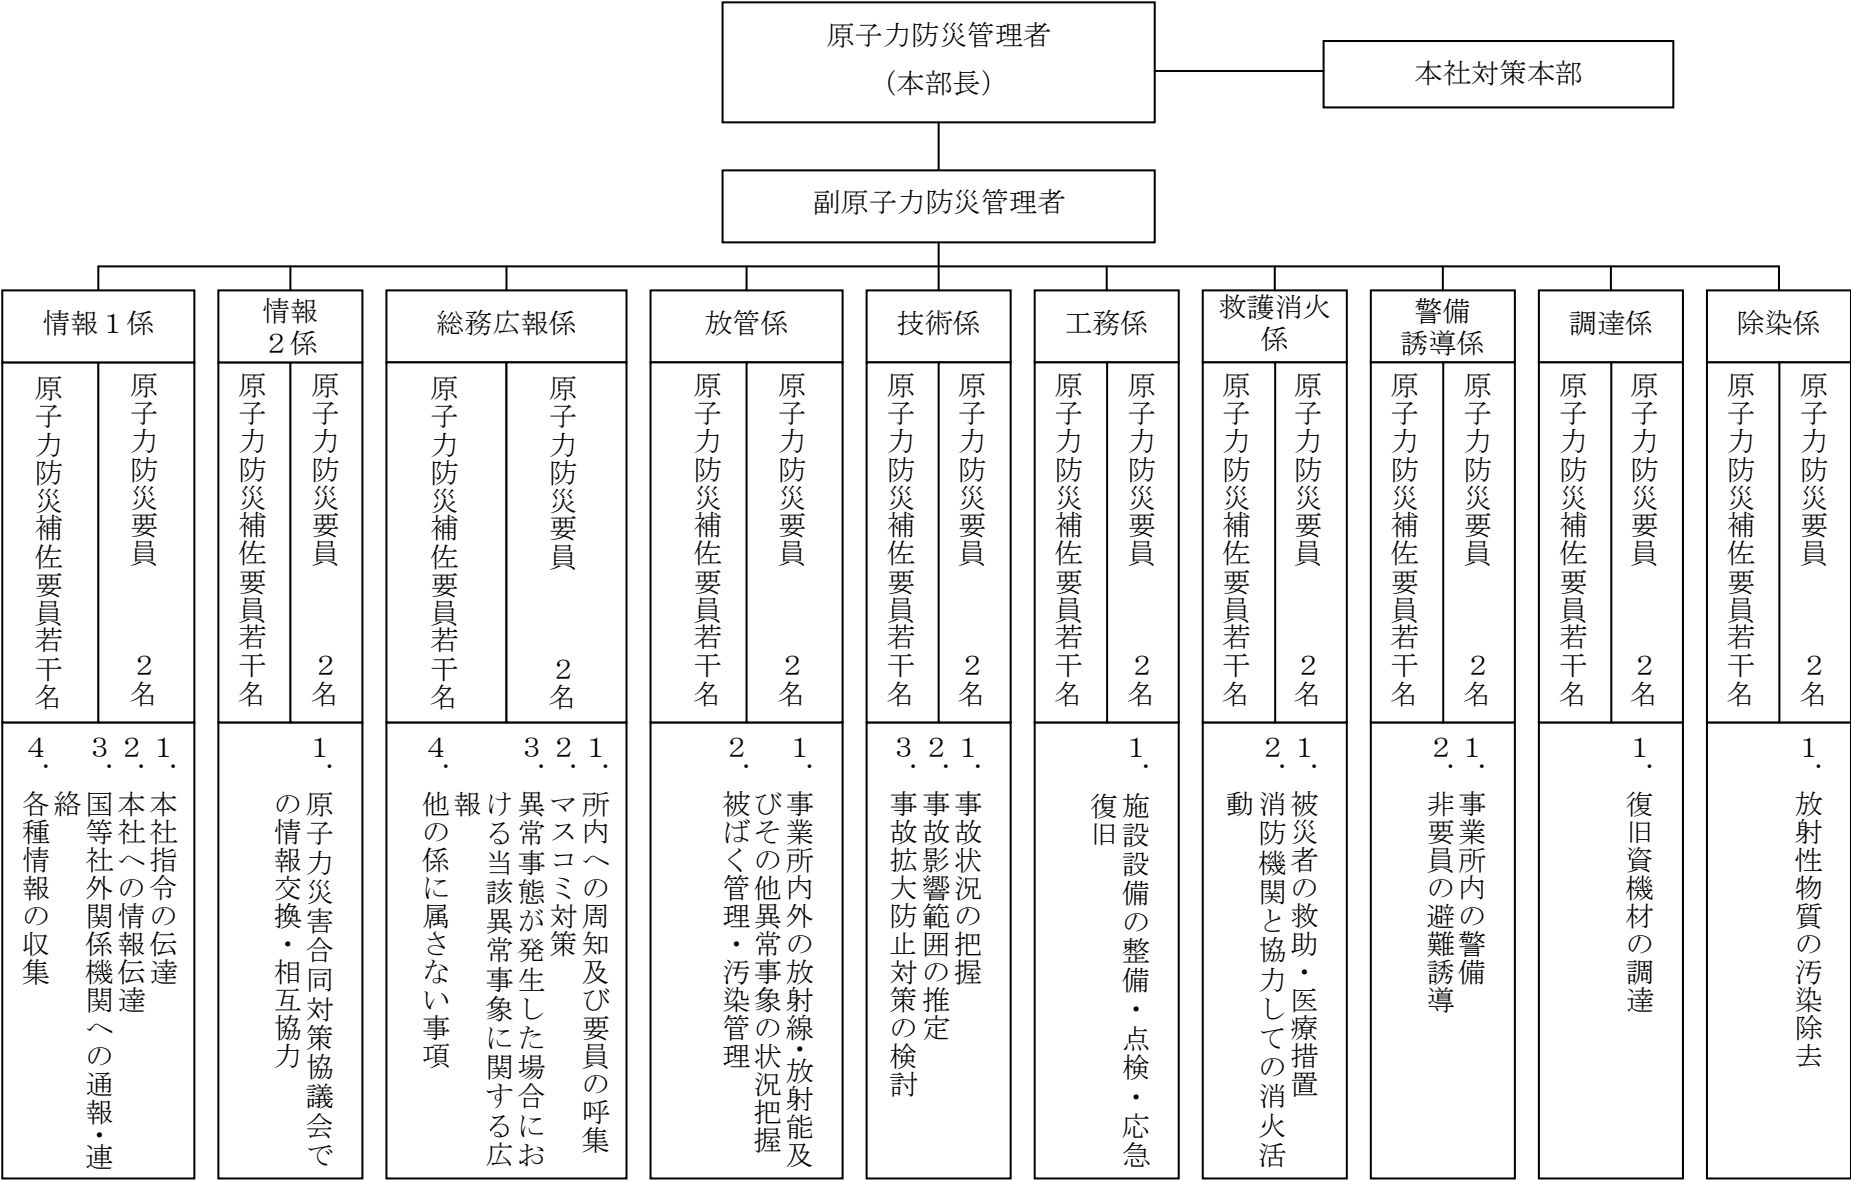 原子力防災管理者
（本部長）
本社対策本部
副原子力防災管理者
情報１係
原子力防災要員　２名
原子力防災補佐要員若干名
１．本社指令の伝達
２．本社への情報伝達
３．国等社外関係機関への通報・連
絡
４．各種情報の収集
情報
２係
原子力防災要員　２名
原子力防災補佐要員若干名
１．原子力災害合同対策協議会で
の情報交換・相互協力
総務広報係
原子力防災要員　２名
原子力防災補佐要員若干名
１．所内への周知及び要員の呼集
２．マスコミ対策
３．異常事態が発生した場合にお
ける当該異常事象に関する広
報
４．他の係に属さない事項
放管係
原子力防災要員　２名
原子力防災補佐要員若干名
１．事業所内外の放射線・放射能及
びその他異常事象の状況把握
２．被ばく管理・汚染管理
技術係
原子力防災要員　２名
原子力防災補佐要員若干名
１．事故状況の把握
２．事故影響範囲の推定
３．事故拡大防止対策の検討
工務係
原子力防災要員　２名
原子力防災補佐要員若干名
１．施設設備の整備・点検・応急
復旧
救護消火
係
原子力防災要員　２名
原子力防災補佐要員若干名
１．被災者の救助・医療措置
２．消防機関と協力しての消火活
動
警備
誘導係
原子力防災要員　２名
原子力防災補佐要員若干名
１．事業所内の警備
２．非要員の避難誘導
調達係
原子力防災要員　２名
原子力防災補佐要員若干名
１．復旧資機材の調達
除染係
原子力防災要員　２名
原子力防災補佐要員若干名
１．放射性物質の汚染除去